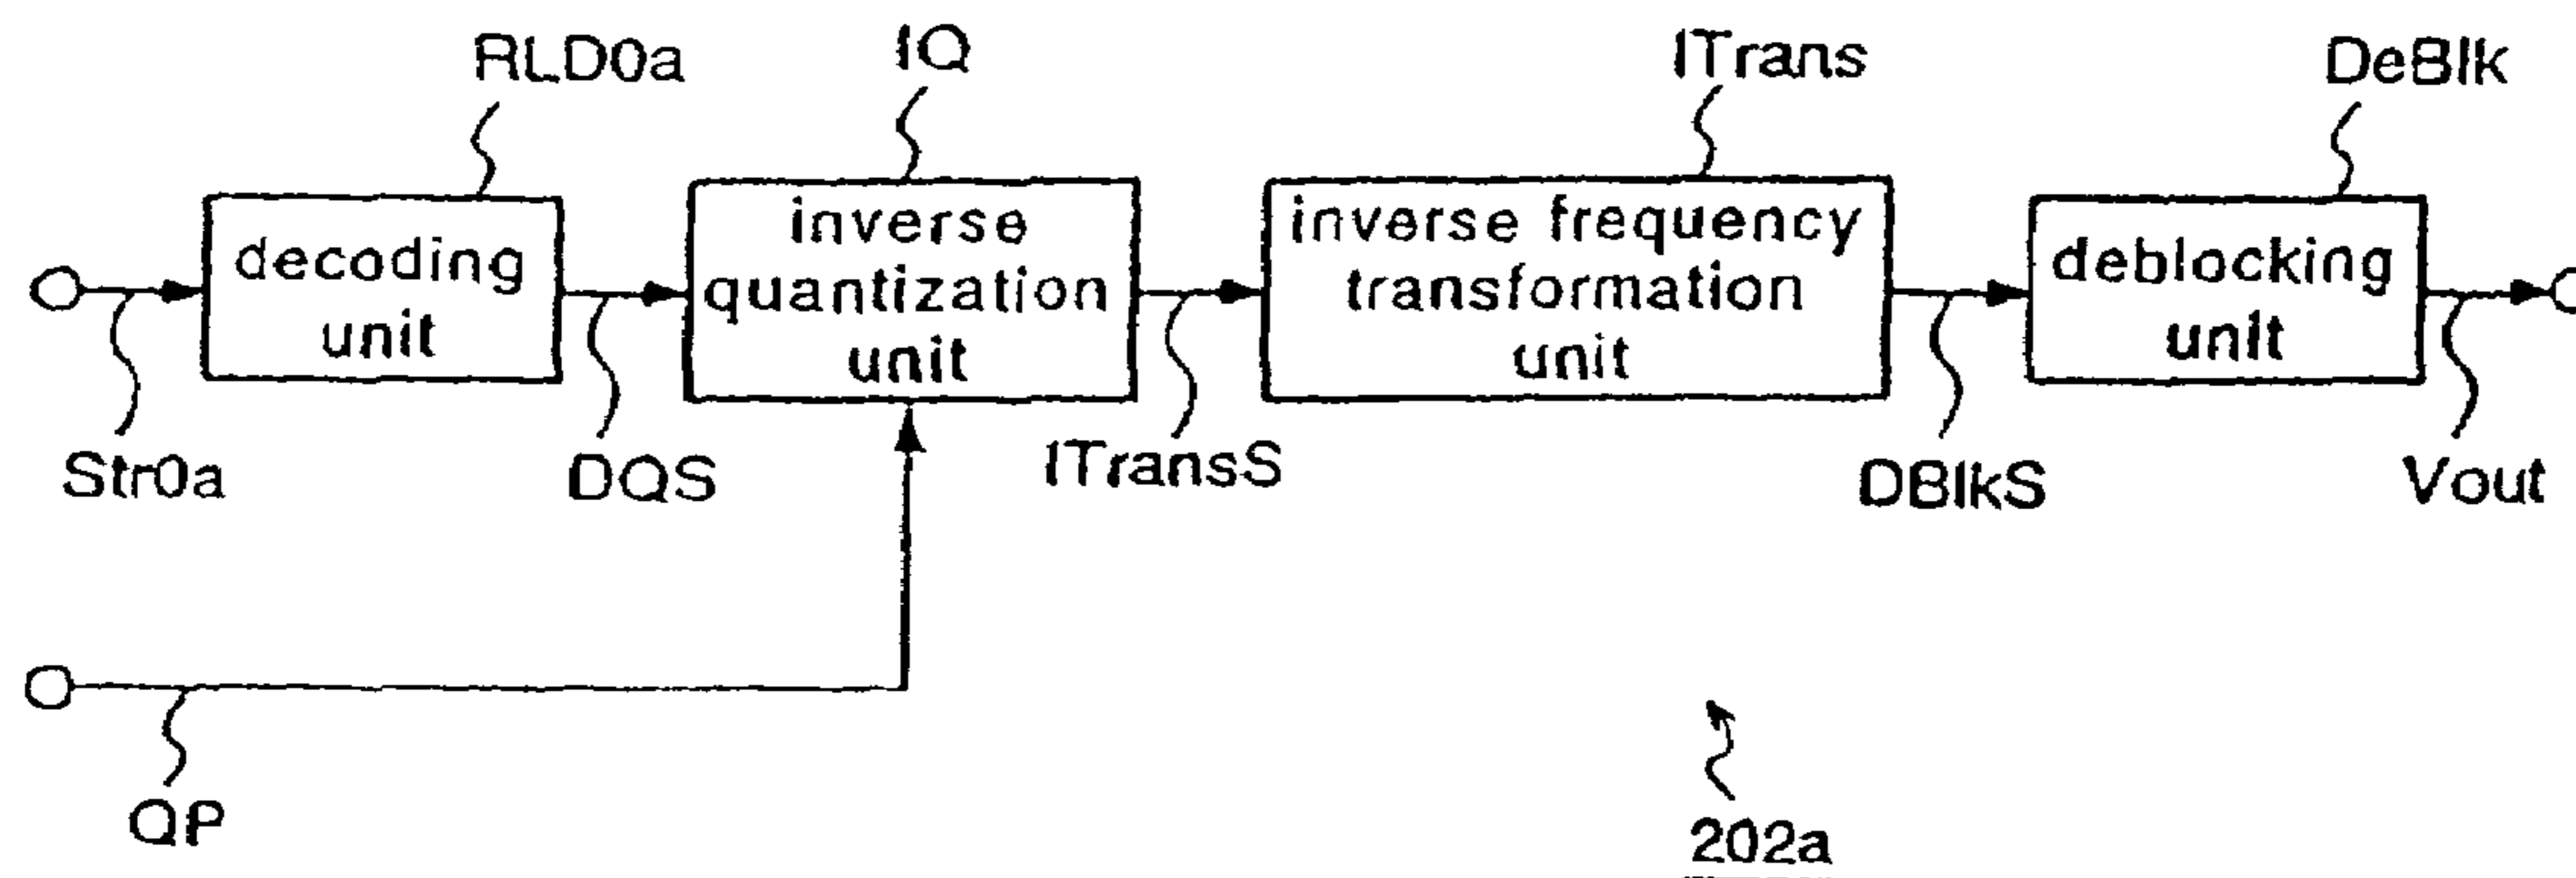 RLD0a
IQ
ITrans
DeBlk
decoding
unit
inverse
quantization
unit
inverse frequency
transformation
unit
deblocking
unit
Str0a
DQS
ITransS
DBlkS
Vout
QP
202a